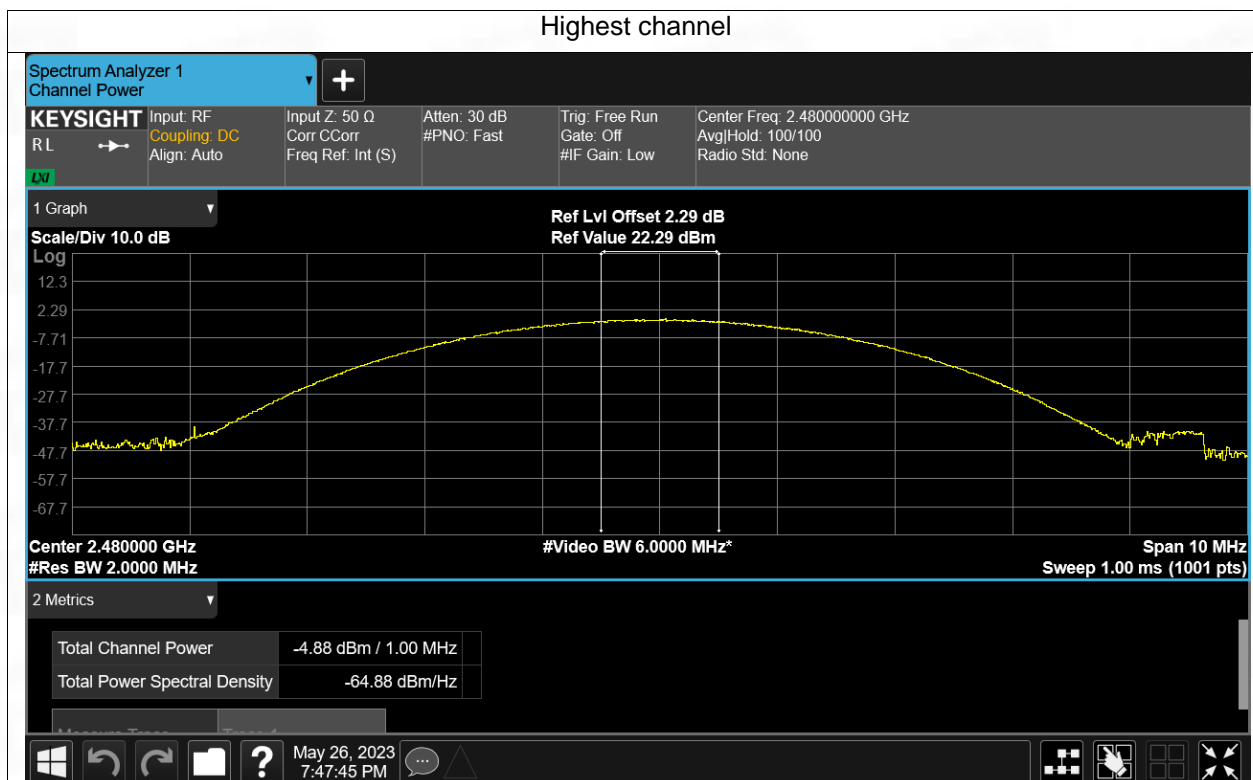 Highest channel
Spectrum Analyzer 1
Channel Power
KEYSIGHT
RL
LXI
Input: RF
Coupling: DC
Align: Auto
Input Z: 50 Ω
Corr CCorr
Freq Ref: Int (S)
Atten: 30 dB
#PNO: Fast
Trig: Free Run
Gate: Off
#IF Gain: Low
Center Freq: 2.480000000 GHz
Avg|Hold: 100/100
Radio Std: None
1 Graph
Scale/Div 10.0 dB
Ref Lvl Offset 2.29 dB
Ref Value 22.29 dBm
Log
12.3
2.29
-7.71
-17.7
-27.7
-37.7
-47.7
-57.7
-67.7
Center 2.480000 GHz
#Video BW 6.0000 MHz*
Span 10 MHz
#Res BW 2.0000 MHz
Sweep 1.00 ms (1001 pts)
2 Metrics
Total Channel Power -4.88 dBm / 1.00 MHz
Total Power Spectral Density -64.88 dBm/Hz
?
May 26, 2023
7:47:45 PM